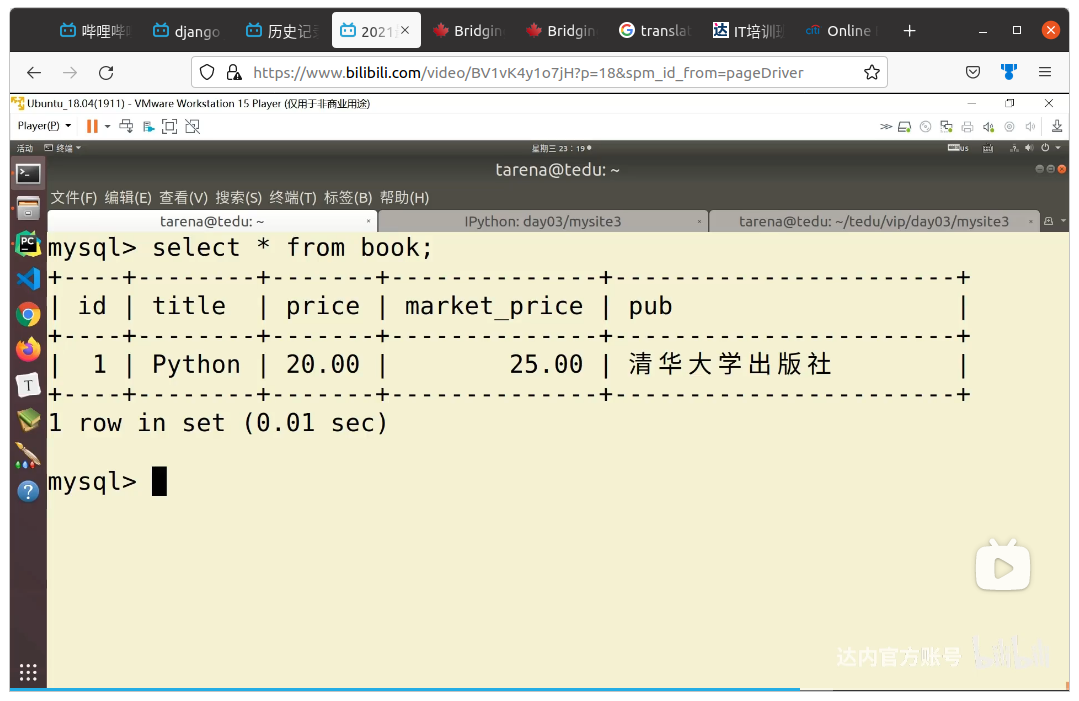 哔哩哔 django 历史记 2021 Bridgin Bridgin translat IT培训 Online
https://www.bilibili.com/video/BV1vK4y1o7jH?p=18&spm_id_from=pageDriver
Ubuntu_18.04(1911) - VMware Workstation 15 Player (仅用于非商业用途)
Player(P)
活动 终端 星期三 23:19
tarena@tedu: ~
文件(F) 编辑(E) 查看(V) 搜索(S) 终端(T) 标签(B) 帮助(H)
tarena@tedu: ~ IPython: day03/mysite3 tarena@tedu: ~/tedu/vip/day03/mysite3
mysql> select * from book;
+----+--------+-------+--------------+-----------------------+
| id | title  | price | market_price | pub                   |
+----+--------+-------+--------------+-----------------------+
|  1 | Python | 20.00 |        25.00 | 清华大学出版社         |
+----+--------+-------+--------------+-----------------------+
1 row in set (0.01 sec)
mysql>
达内官方账号